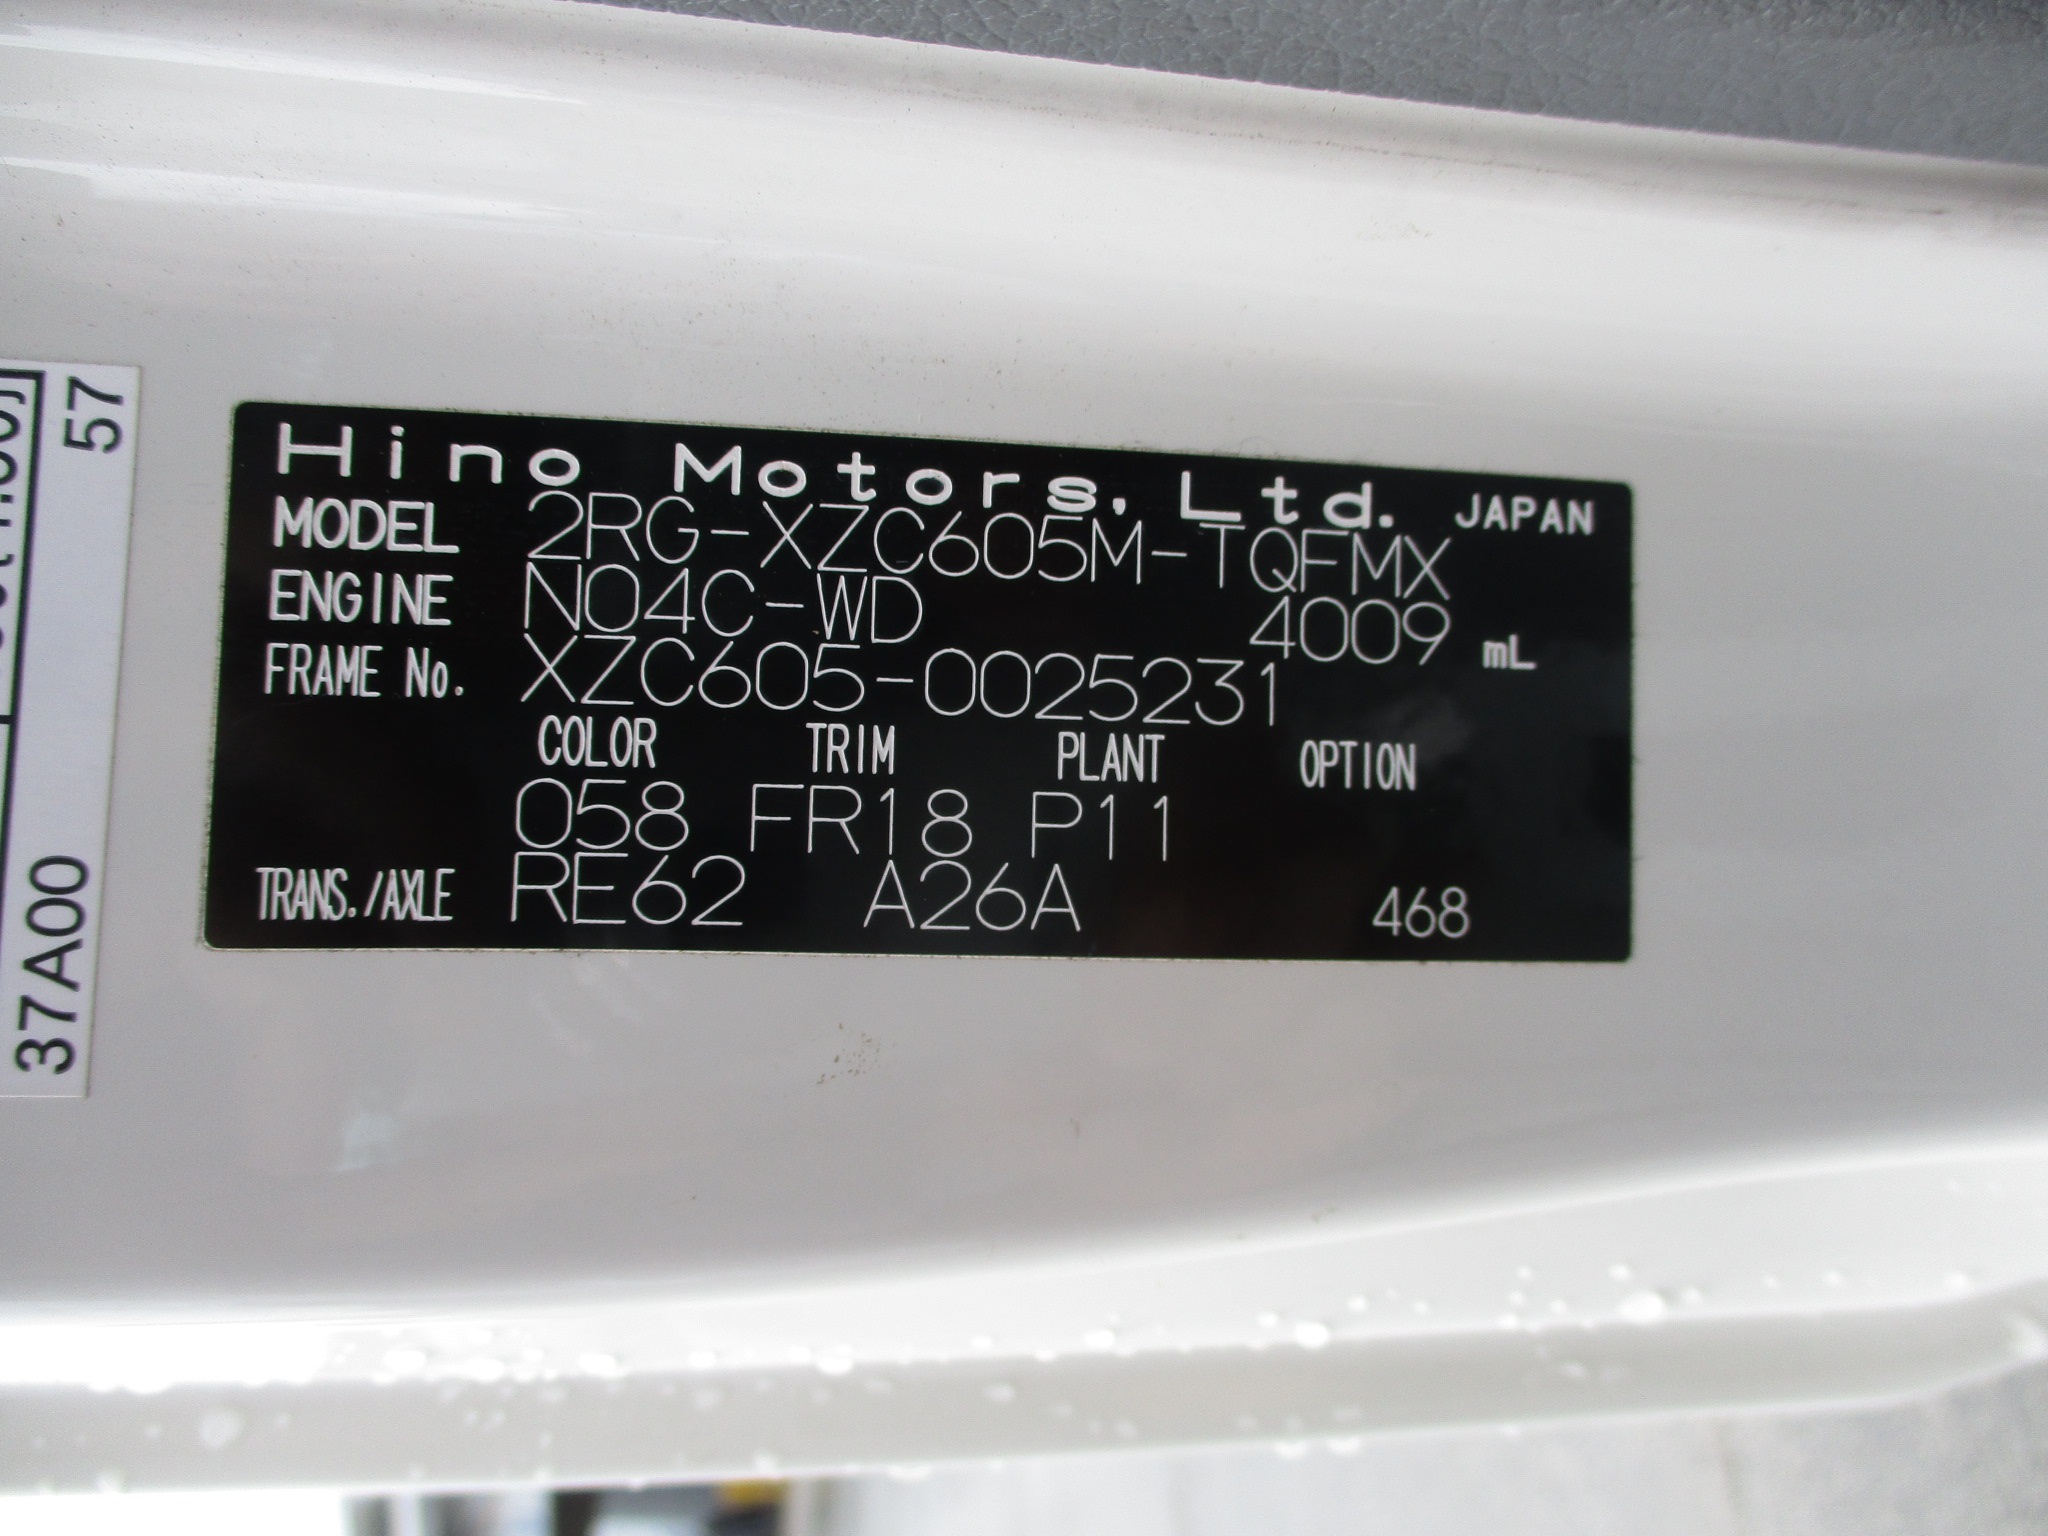 Hino Motors, Ltd. JAPAN
MODEL 2RG-XZC605M-TQFMX
ENGINE N04C-WD 4009 mL
FRAME No. XZC605-0025231
COLOR TRIM PLANT OPTION
058 FR18 P11
TRANS./AXLE RE62 A26A 468
57
37A00